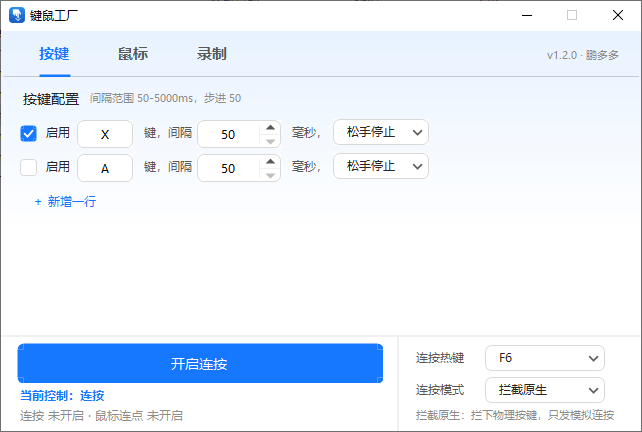 键鼠工厂
按键 鼠标 录制 v1.2.0 · 鹏多多
按键配置 间隔范围 50-5000ms，步进 50
启用 X 键，间隔 50 毫秒， 松手停止
启用 A 键，间隔 50 毫秒， 松手停止
+ 新增一行
开启连按
当前控制：连按
连按 未开启 · 鼠标连点 未开启
连按热键 F6
连按模式 拦截原生
拦截原生：拦下物理按键，只发模拟连按